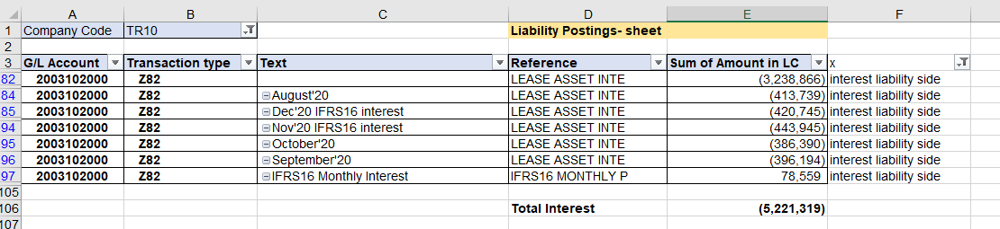 A B C D E F
1 Company Code TR10 Liability Postings- sheet
2
3 G/L Account Transaction type Text Reference Sum of Amount in LC x
82 2003102000 Z82 LEASE ASSET INTE (3,238,866) interest liability side
84 2003102000 Z82 August'20 LEASE ASSET INTE (413,739) interest liability side
85 2003102000 Z82 Dec'20 IFRS16 interest LEASE ASSET INTE (420,745) interest liability side
94 2003102000 Z82 Nov'20 IFRS16 interest LEASE ASSET INTE (443,945) interest liability side
95 2003102000 Z82 October'20 LEASE ASSET INTE (386,390) interest liability side
96 2003102000 Z82 September'20 LEASE ASSET INTE (396,194) interest liability side
97 2003102000 Z82 IFRS16 Monthly Interest IFRS16 MONTHLY P 78,559 interest liability side
105
106 Total Interest (5,221,319)
107